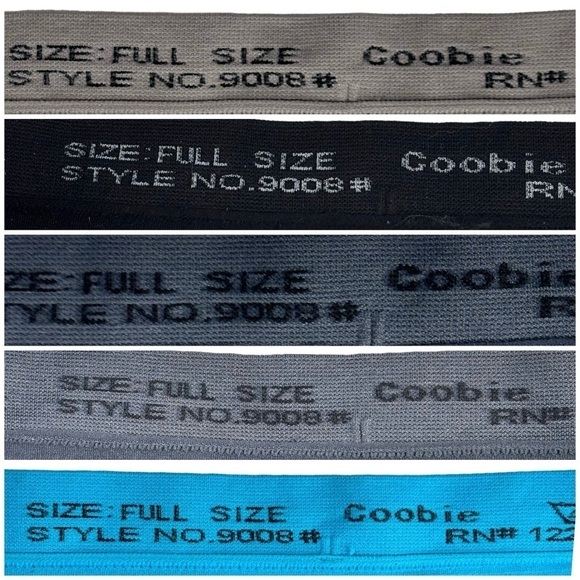 SIZE: FULL SIZE Coobie
STYLE NO.9008# RN#
SIZE: FULL SIZE Coobie
STYLE NO.9008# RN
ZE: FULL SIZE Coobie
YLE NO.9008# R
SIZE: FULL SIZE Coobie
STYLE NO.9008# RN#
SIZE: FULL SIZE Coobie
STYLE NO.9008# RN# 122